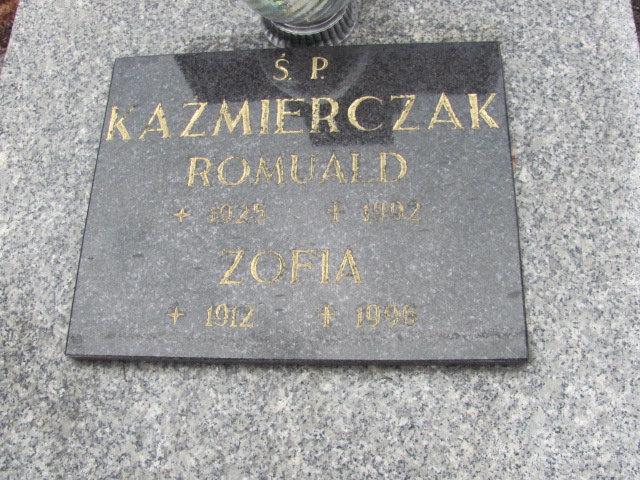 Ś. P.
KAZMIERCZAK
ROMUALD
+ 1925 ‡ 1992
ZOFIA
+ 1912 ‡ 1996